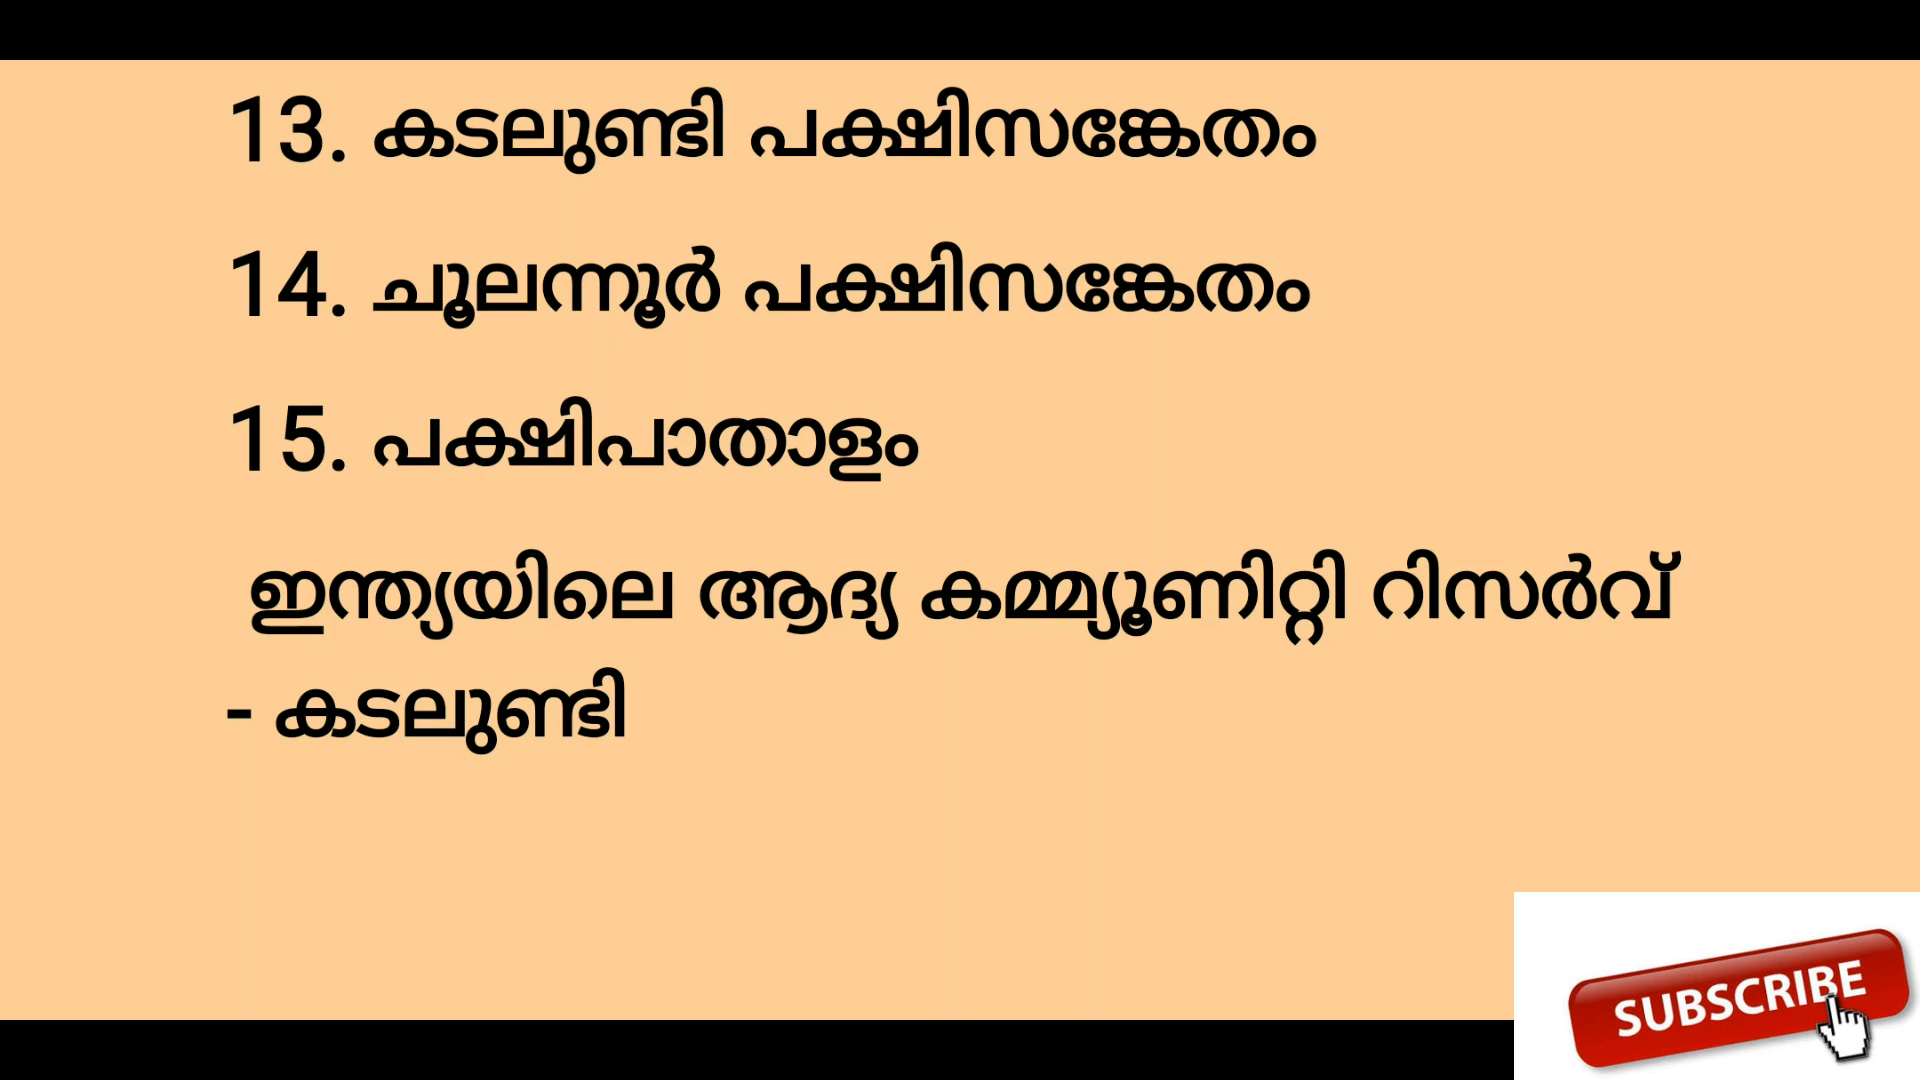 13. കടലുണ്ടി പക്ഷിസങ്കേതം
14. ചൂലന്നൂർ പക്ഷിസങ്കേതം
15. പക്ഷിപാതാളം
ഇന്ത്യയിലെ ആദ്യ കമ്മ്യൂണിറ്റി റിസർവ്
- കടലുണ്ടി
SUBSCRIBE